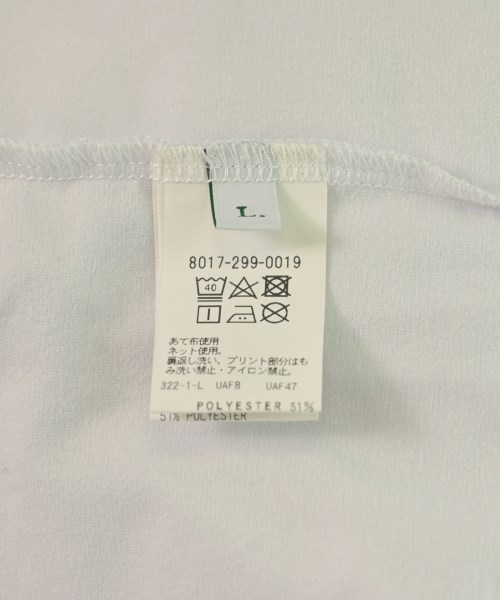 L.
8017-299-0019
40
あて布使用
ネット使用。
裏返し洗い。プリント部分はも
み洗い禁止・アイロン禁止。
322-1-L UAF8 UAF47
POLYESTER 51%
51% POLYESTER